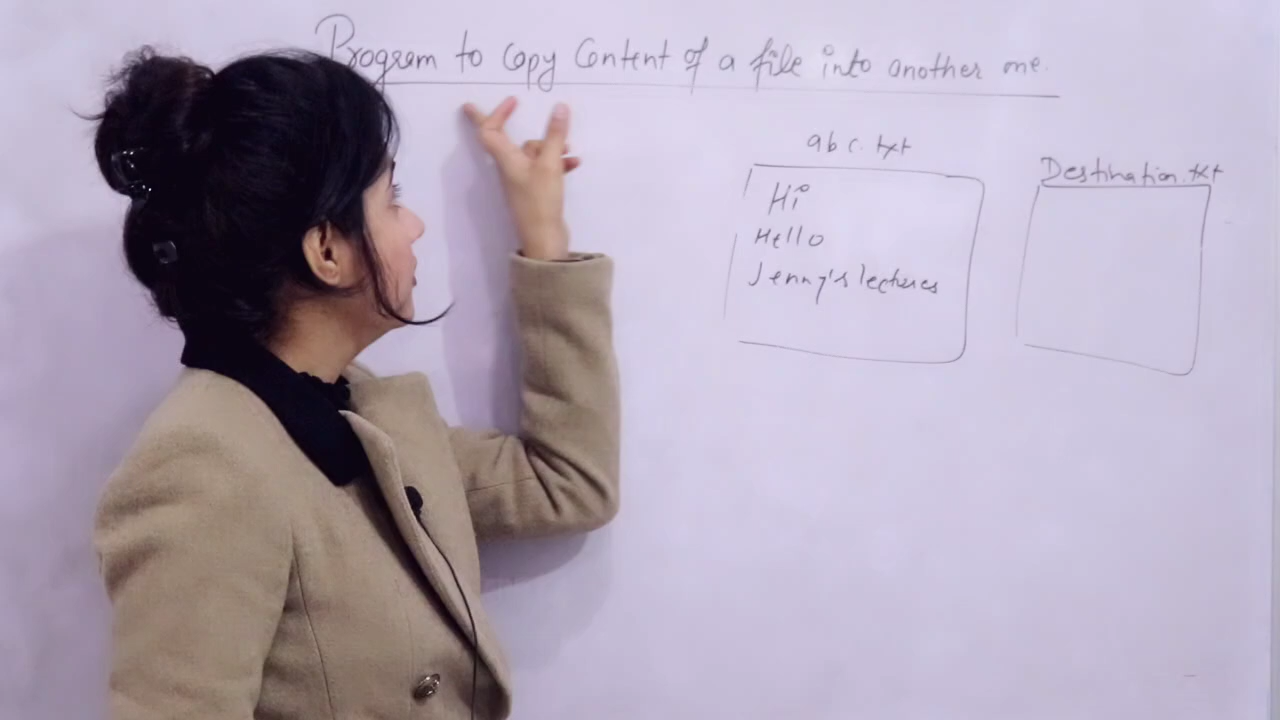 Program to Copy Content of a file into another one.
abc.txt
Hi
Hello
Jenny's lectures
Destination.txt